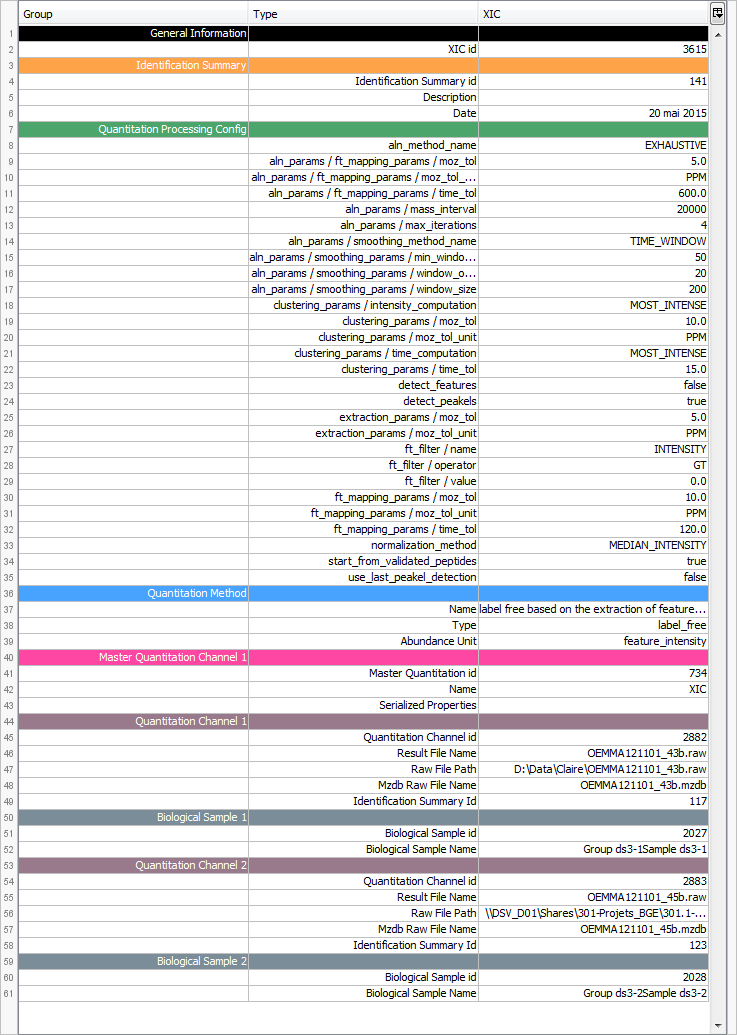 Group Type XIC
1 General Information
2 XIC id 3615
3 Identification Summary
4 Identification Summary id 141
5 Description
6 Date 20 mai 2015
7 Quantitation Processing Config
8 aln_method_name EXHAUSTIVE
9 aln_params / ft_mapping_params / moz_tol 5.0
10 aln_params / ft_mapping_params / moz_tol_... PPM
11 aln_params / ft_mapping_params / time_tol 600.0
12 aln_params / mass_interval 20000
13 aln_params / max_iterations 4
14 aln_params / smoothing_method_name TIME_WINDOW
15 aln_params / smoothing_params / min_windo... 50
16 aln_params / smoothing_params / window_o... 20
17 aln_params / smoothing_params / window_size 200
18 clustering_params / intensity_computation MOST_INTENSE
19 clustering_params / moz_tol 10.0
20 clustering_params / moz_tol_unit PPM
21 clustering_params / time_computation MOST_INTENSE
22 clustering_params / time_tol 15.0
23 detect_features false
24 detect_peakels true
25 extraction_params / moz_tol 5.0
26 extraction_params / moz_tol_unit PPM
27 ft_filter / name INTENSITY
28 ft_filter / operator GT
29 ft_filter / value 0.0
30 ft_mapping_params / moz_tol 10.0
31 ft_mapping_params / moz_tol_unit PPM
32 ft_mapping_params / time_tol 120.0
33 normalization_method MEDIAN_INTENSITY
34 start_from_validated_peptides true
35 use_last_peakel_detection false
36 Quantitation Method
37 Name label free based on the extraction of feature...
38 Type label_free
39 Abundance Unit feature_intensity
40 Master Quantitation Channel 1
41 Master Quantitation id 734
42 Name XIC
43 Serialized Properties
44 Quantitation Channel 1
45 Quantitation Channel id 2882
46 Result File Name OEMMA121101_43b.raw
47 Raw File Path D:\Data\Claire\OEMMA121101_43b.raw
48 Mzdb Raw File Name OEMMA121101_43b.mzdb
49 Identification Summary Id 117
50 Biological Sample 1
51 Biological Sample id 2027
52 Biological Sample Name Group ds3-1Sample ds3-1
53 Quantitation Channel 2
54 Quantitation Channel id 2883
55 Result File Name OEMMA121101_45b.raw
56 Raw File Path \\DSV_D01\Shares\301-Projets_BGE\301.1-...
57 Mzdb Raw File Name OEMMA121101_45b.mzdb
58 Identification Summary Id 123
59 Biological Sample 2
60 Biological Sample id 2028
61 Biological Sample Name Group ds3-2Sample ds3-2